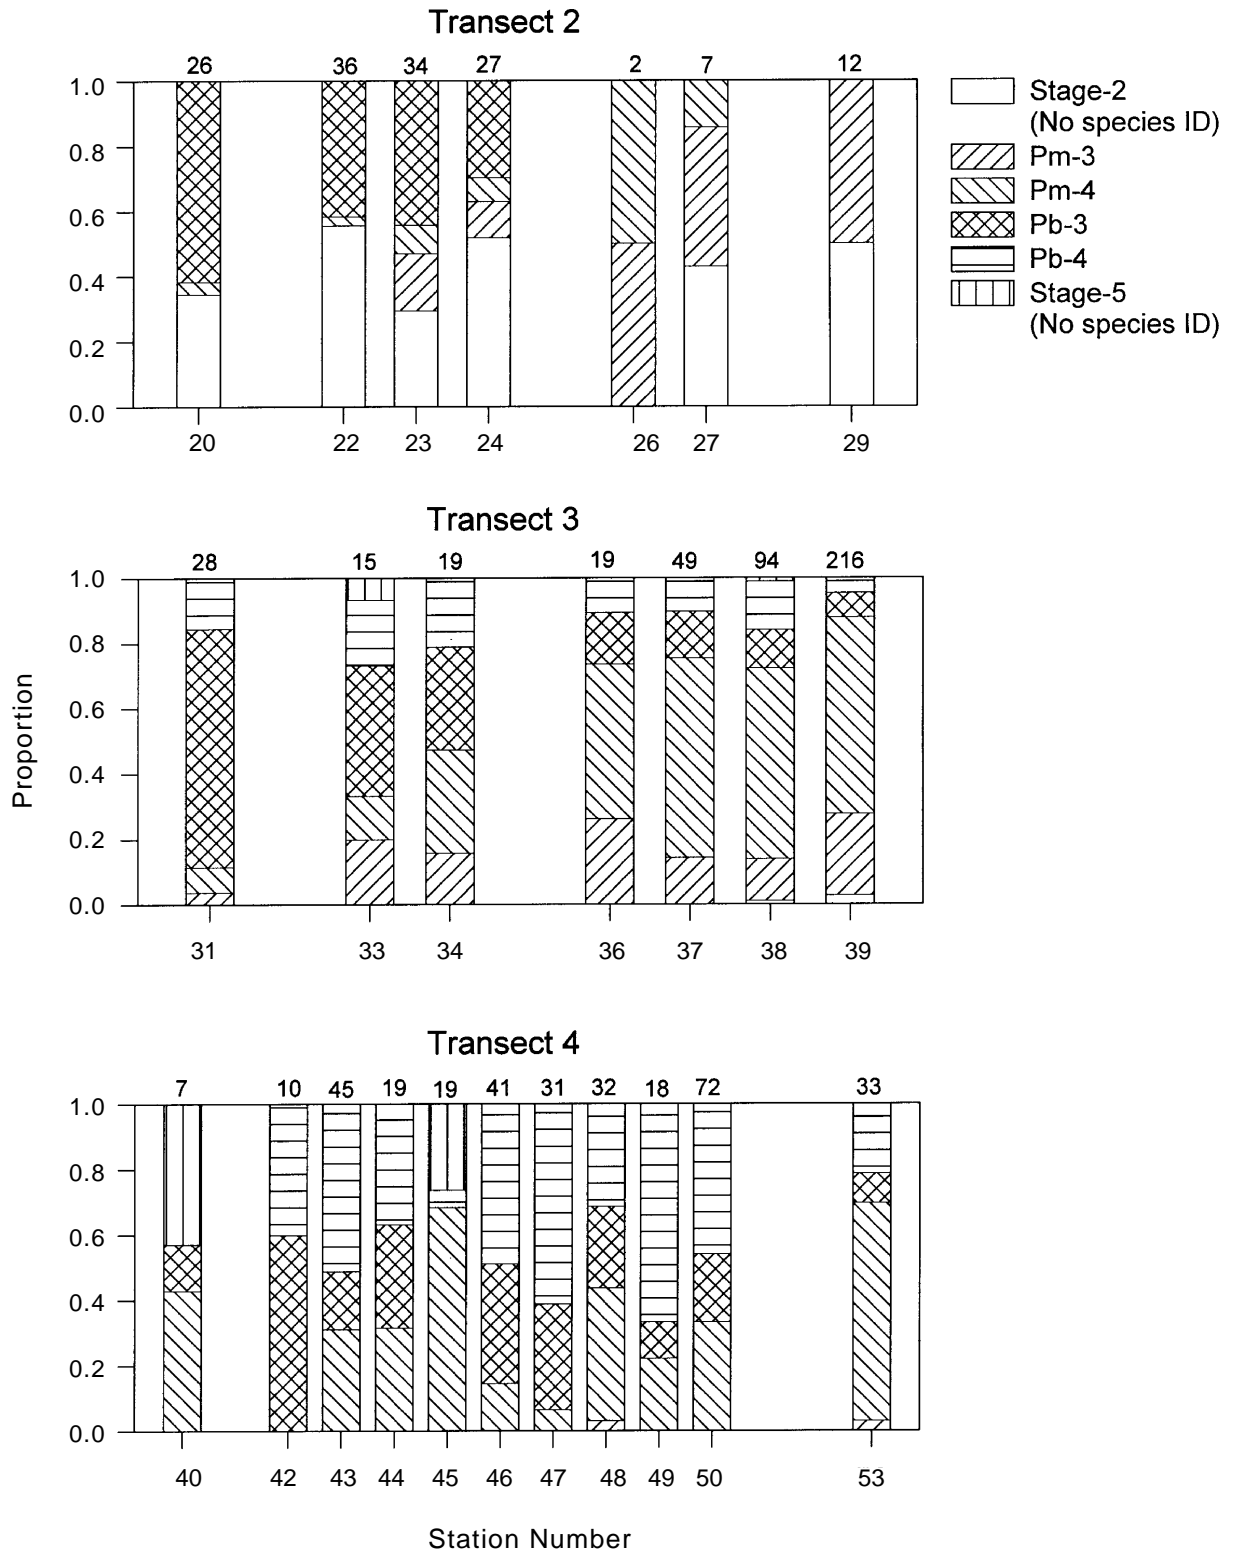 Transect 2
26 36 34 27 2 7 12
1.0
0.8
0.6
0.4
0.2
0.0
20 22 23 24 26 27 29
Stage-2
(No species ID)
Pm-3
Pm-4
Pb-3
Pb-4
Stage-5
(No species ID)
Transect 3
28 15 19 19 49 94 216
1.0
0.8
0.6
0.4
0.2
0.0
31 33 34 36 37 38 39
Proportion
Transect 4
7 10 45 19 19 41 31 32 18 72 33
1.0
0.8
0.6
0.4
0.2
0.0
40 42 43 44 45 46 47 48 49 50 53
Station Number